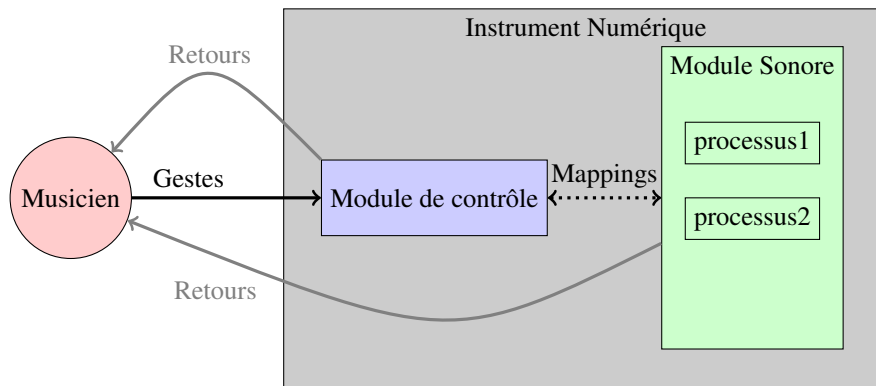 Instrument Numérique
Retours
Module Sonore
processus1
Gestes
Mappings
Musicien
Module de contrôle
processus2
Retours